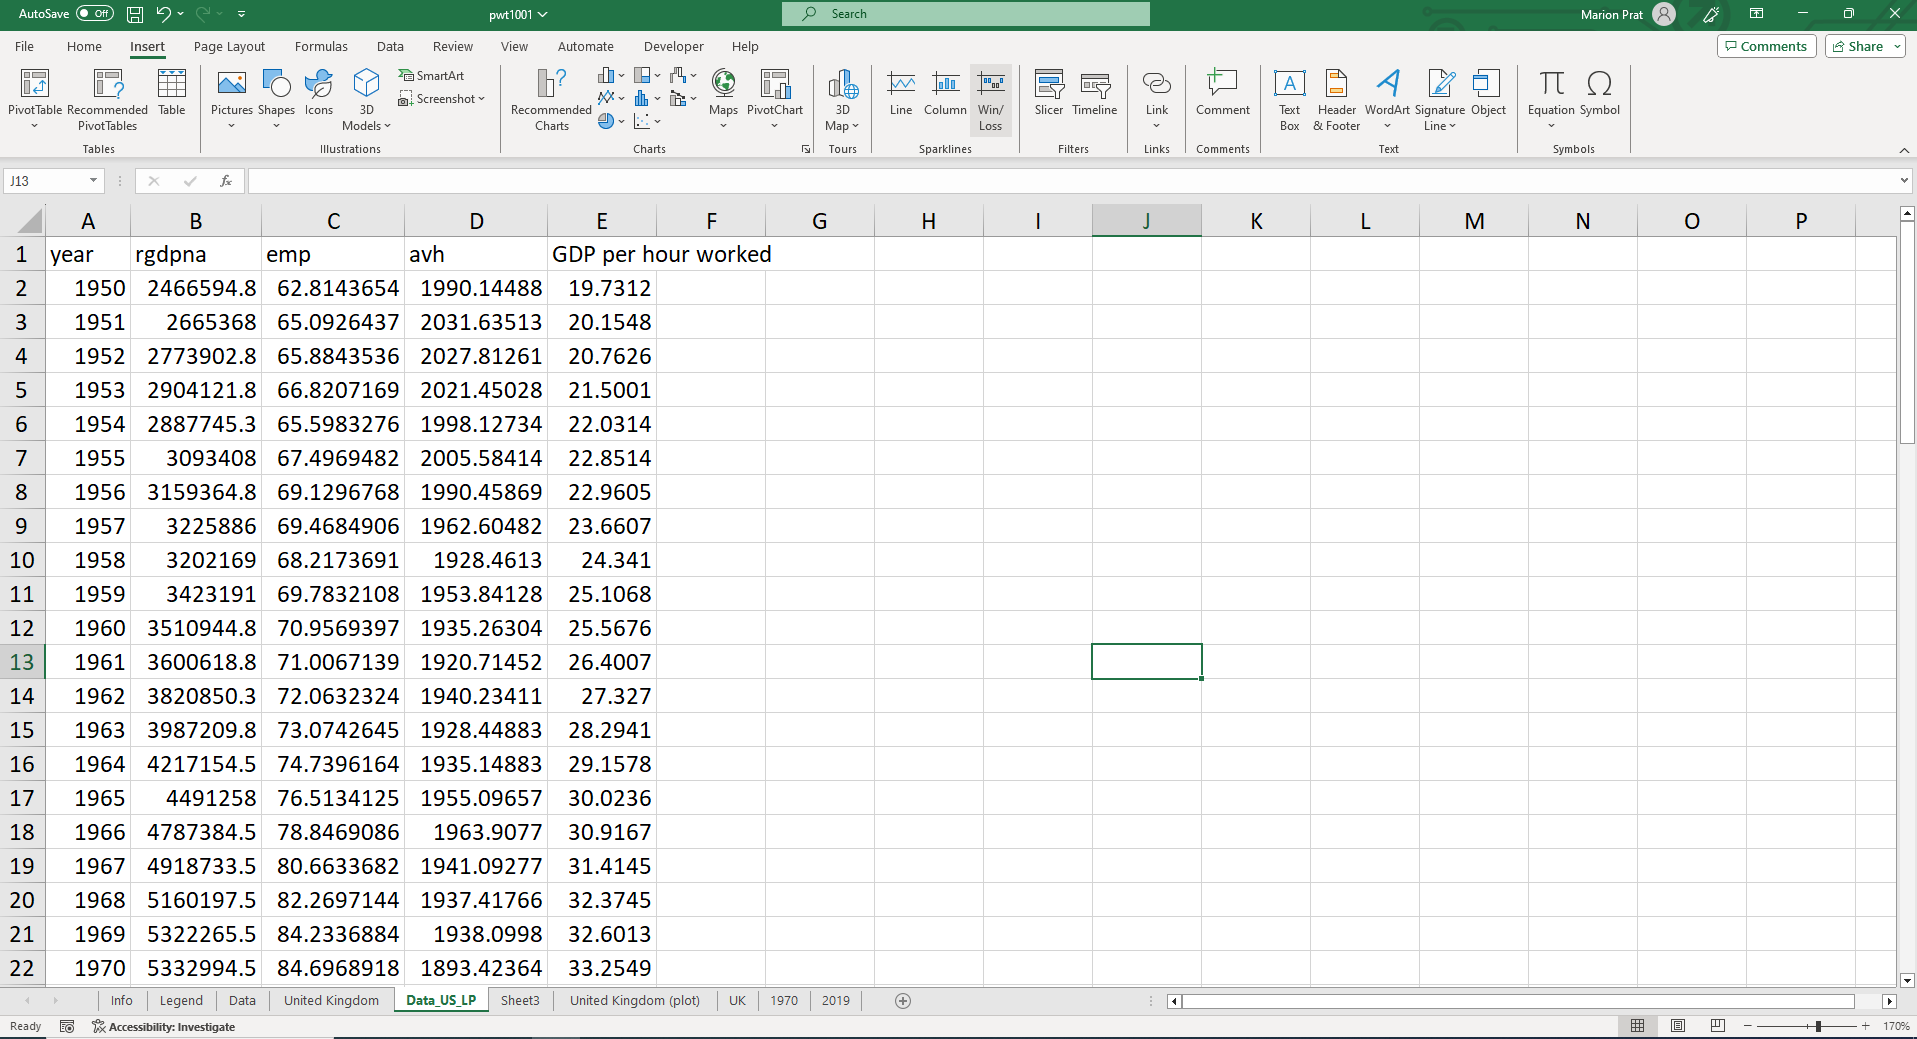 AutoSave Off pwt1001 Search Marion Prat
File Home Insert Page Layout Formulas Data Review View Automate Developer Help Comments Share
PivotTable Recommended PivotTables Table
Tables
Pictures Shapes Icons 3D Models SmartArt Screenshot
Illustrations
Recommended Charts Maps PivotChart
Charts
3D Map
Tours
Line Column Win/ Loss
Sparklines
Slicer Timeline
Filters
Link
Links
Comment
Comments
Text Box Header & Footer WordArt Signature Line Object
Text
Equation Symbol
Symbols
J13 fx
A B C D E F G H I J K L M N O P
1 year rgdpna emp avh GDP per hour worked
2 1950 2466594.8 62.8143654 1990.14488 19.7312
3 1951 2665368 65.0926437 2031.63513 20.1548
4 1952 2773902.8 65.8843536 2027.81261 20.7626
5 1953 2904121.8 66.8207169 2021.45028 21.5001
6 1954 2887745.3 65.5983276 1998.12734 22.0314
7 1955 3093408 67.4969482 2005.58414 22.8514
8 1956 3159364.8 69.1296768 1990.45869 22.9605
9 1957 3225886 69.4684906 1962.60482 23.6607
10 1958 3202169 68.2173691 1928.4613 24.341
11 1959 3423191 69.7832108 1953.84128 25.1068
12 1960 3510944.8 70.9569397 1935.26304 25.5676
13 1961 3600618.8 71.0067139 1920.71452 26.4007
14 1962 3820850.3 72.0632324 1940.23411 27.327
15 1963 3987209.8 73.0742645 1928.44883 28.2941
16 1964 4217154.5 74.7396164 1935.14883 29.1578
17 1965 4491258 76.5134125 1955.09657 30.0236
18 1966 4787384.5 78.8469086 1963.9077 30.9167
19 1967 4918733.5 80.6633682 1941.09277 31.4145
20 1968 5160197.5 82.2697144 1937.41766 32.3745
21 1969 5322265.5 84.2336884 1938.0998 32.6013
22 1970 5332994.5 84.6968918 1893.42364 33.2549
Info Legend Data United Kingdom Data_US_LP Sheet3 United Kingdom (plot) UK 1970 2019
Ready Accessibility: Investigate 170%